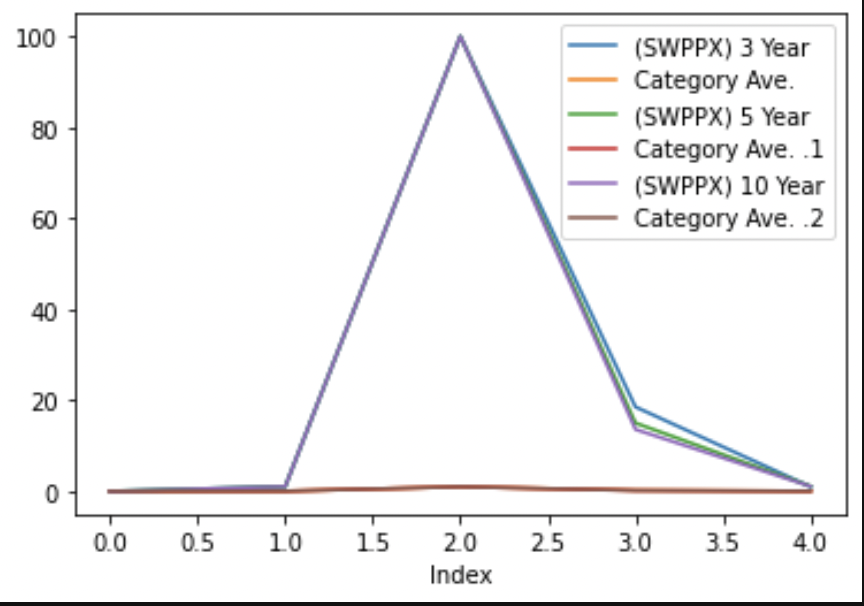 100
80
60
40
20
0
0.0 0.5 1.0 1.5 2.0 2.5 3.0 3.5 4.0
Index
(SWPPX) 3 Year
Category Ave.
(SWPPX) 5 Year
Category Ave. .1
(SWPPX) 10 Year
Category Ave. .2